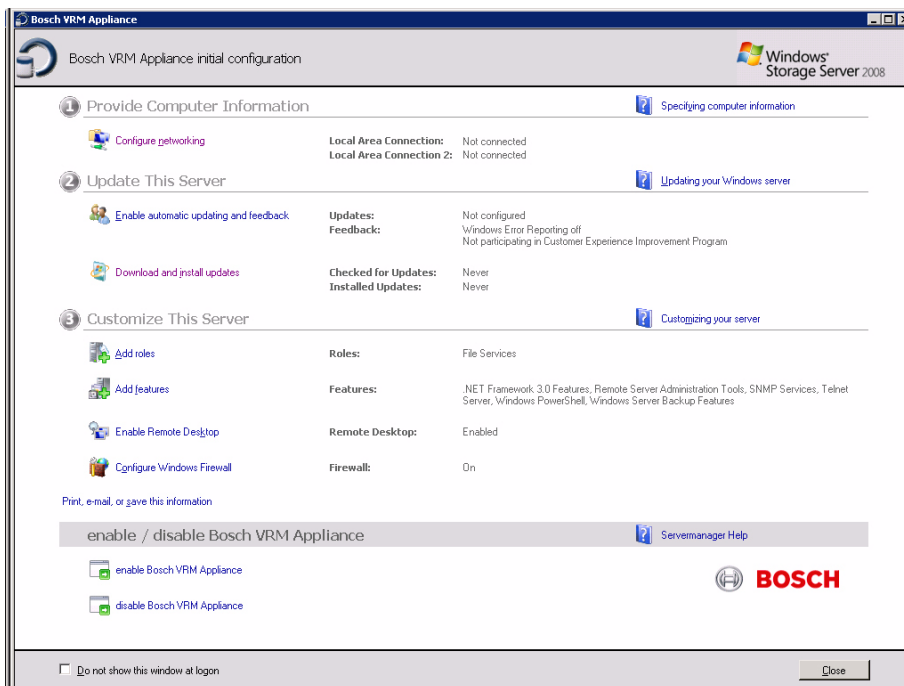 Bosch VRM Appliance
Bosch VRM Appliance initial configuration
Windows®
Storage Server 2008
1 Provide Computer Information
Specifying computer information
Configure networking
Local Area Connection: Not connected
Local Area Connection 2: Not connected
2 Update This Server
Updating your Windows server
Enable automatic updating and feedback
Updates: Not configured
Feedback: Windows Error Reporting off
Not participating in Customer Experience Improvement Program
Download and install updates
Checked for Updates: Never
Installed Updates: Never
3 Customize This Server
Customizing your server
Add roles
Roles: File Services
Add features
Features: .NET Framework 3.0 Features, Remote Server Administration Tools, SNMP Services, Telnet
Server, Windows PowerShell, Windows Server Backup Features
Enable Remote Desktop
Remote Desktop: Enabled
Configure Windows Firewall
Firewall: On
Print, e-mail, or save this information
enable / disable Bosch VRM Appliance
Servermanager Help
enable Bosch VRM Appliance
BOSCH
disable Bosch VRM Appliance
Do not show this window at logon
Close